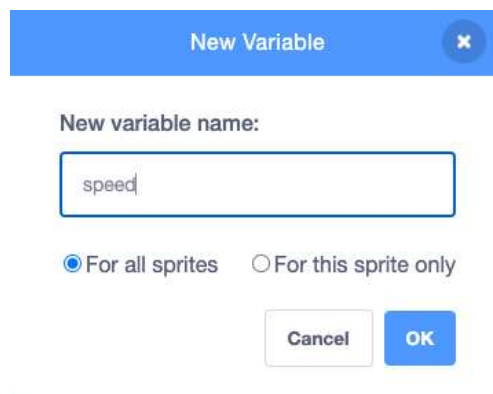 New Variable
New variable name:
speed
For all sprites For this sprite only
Cancel OK